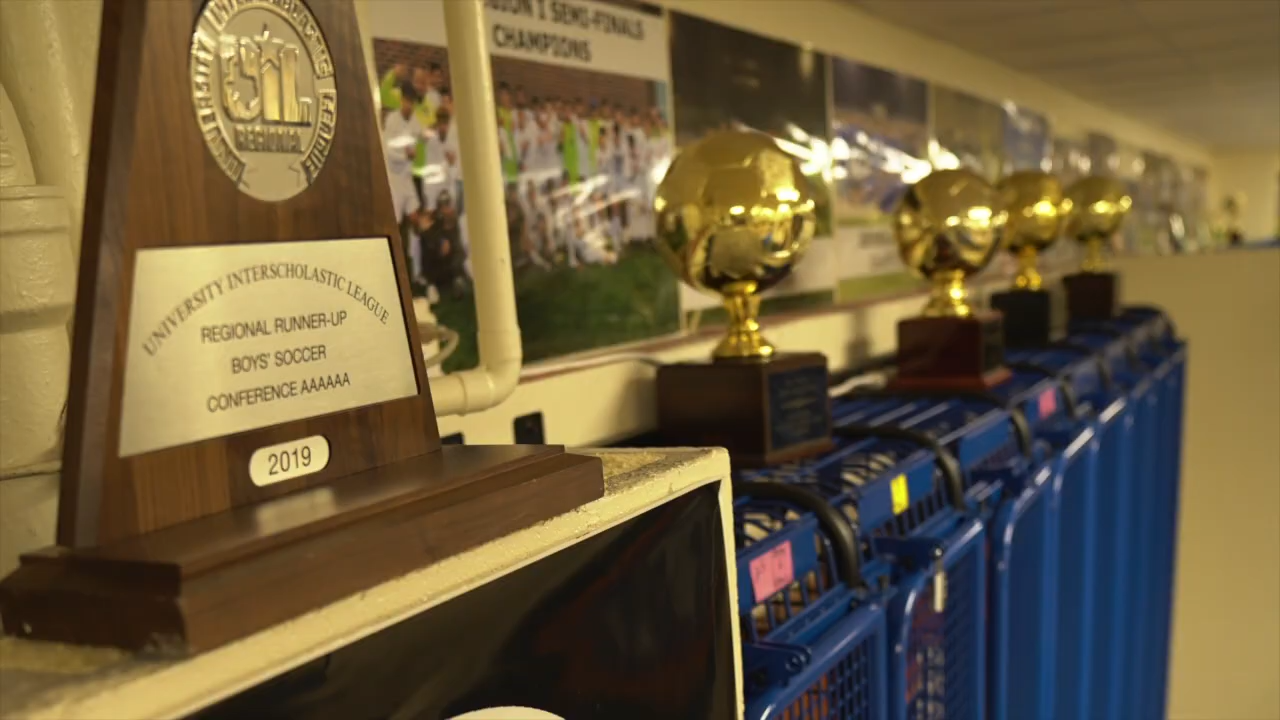 UNIVERSITY INTERSCHOLASTIC LEAGUE
UIL
REGIONAL
UNIVERSITY INTERSCHOLASTIC LEAGUE
REGIONAL RUNNER-UP
BOYS' SOCCER
CONFERENCE AAAAAA
2019
GION I SEMI-FINALS
CHAMPIONS